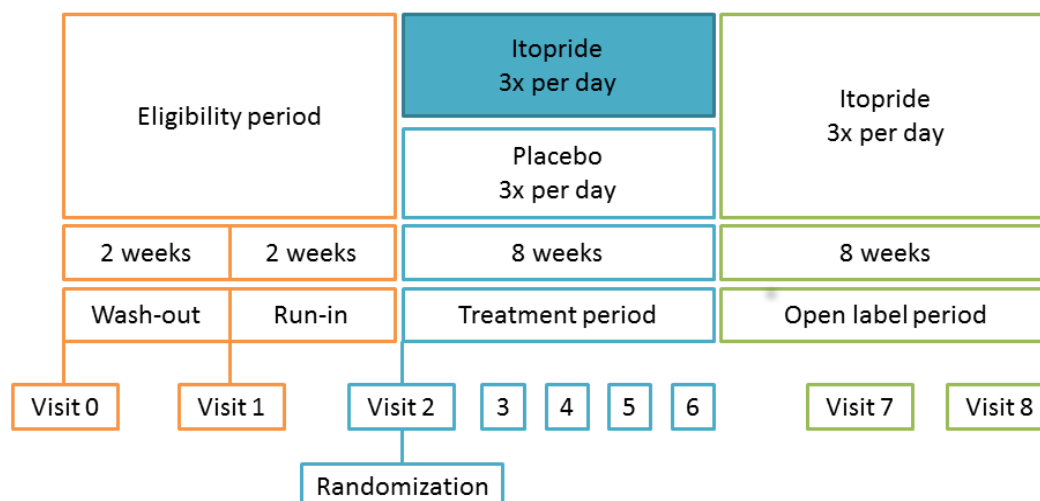 Eligibility period
Itopride
3x per day
Placebo
3x per day
Itopride
3x per day
2 weeks
2 weeks
8 weeks
8 weeks
Wash-out
Run-in
Treatment period
Open label period
Visit 0
Visit 1
Visit 2
3
4
5
6
Visit 7
Visit 8
Randomization